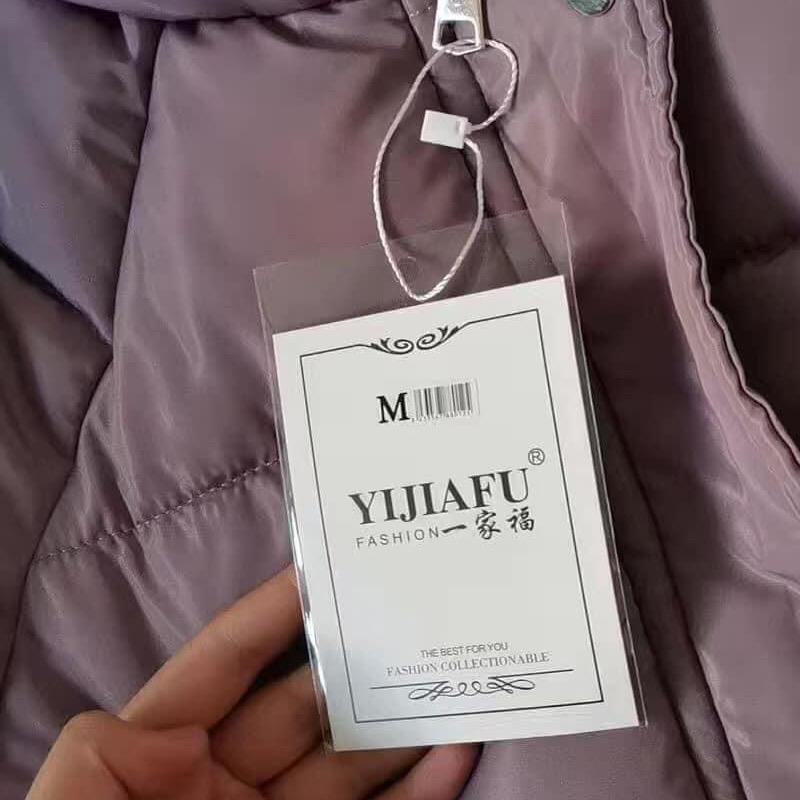 M
YIJIAFU®
FASHION一家福
THE BEST FOR YOU
FASHION COLLECTIONABLE